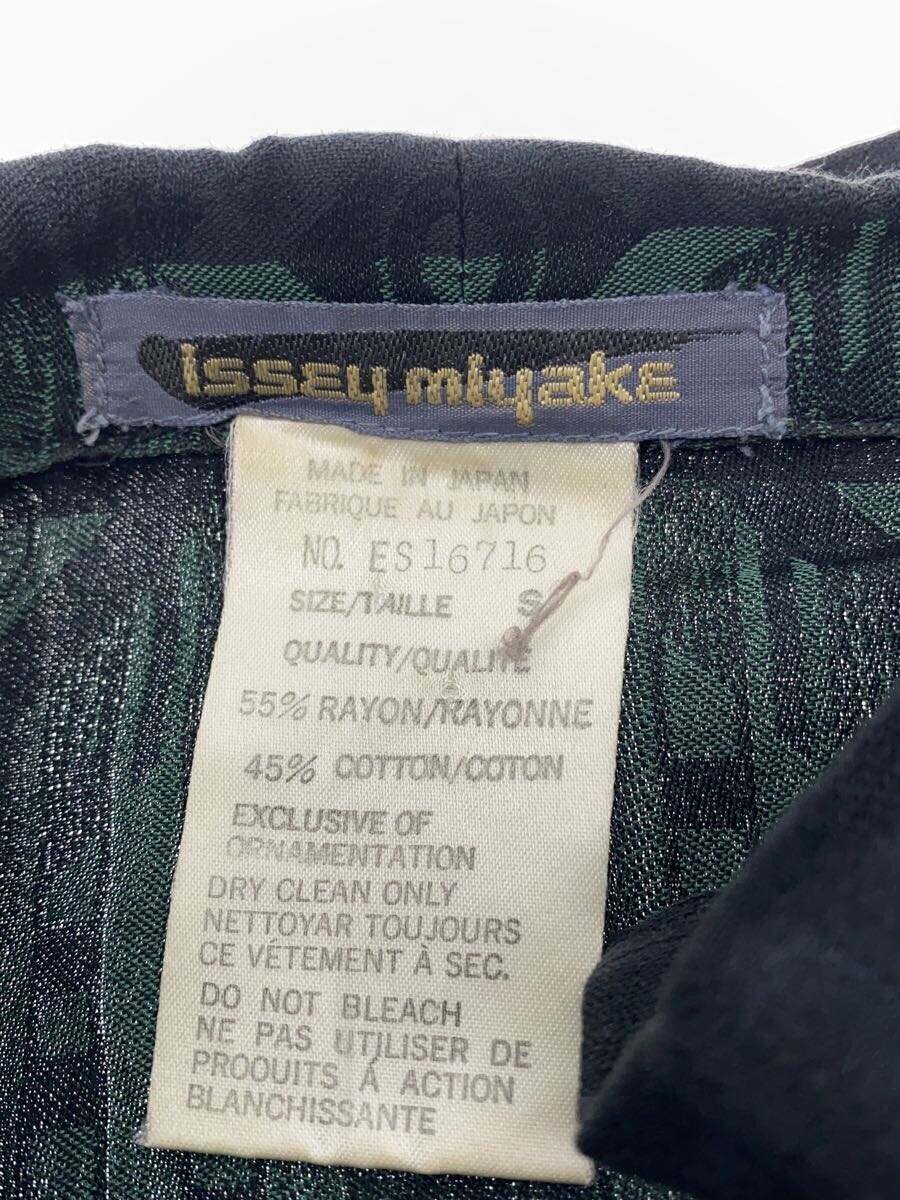 issey miyake
MADE IN JAPAN
FABRIQUE AU JAPON
NO. ES16716
SIZE/TAILLE S
QUALITY/QUALITÉ
55% RAYON/RAYONNE
45% COTTON/COTON
EXCLUSIVE OF
ORNAMENTATION
DRY CLEAN ONLY
NETTOYAR TOUJOURS
CE VÉTEMENT À SEC.
DO NOT BLEACH
NE PAS UTILISER DE
PROOUITS À ACTION
BLANCHISSANTE